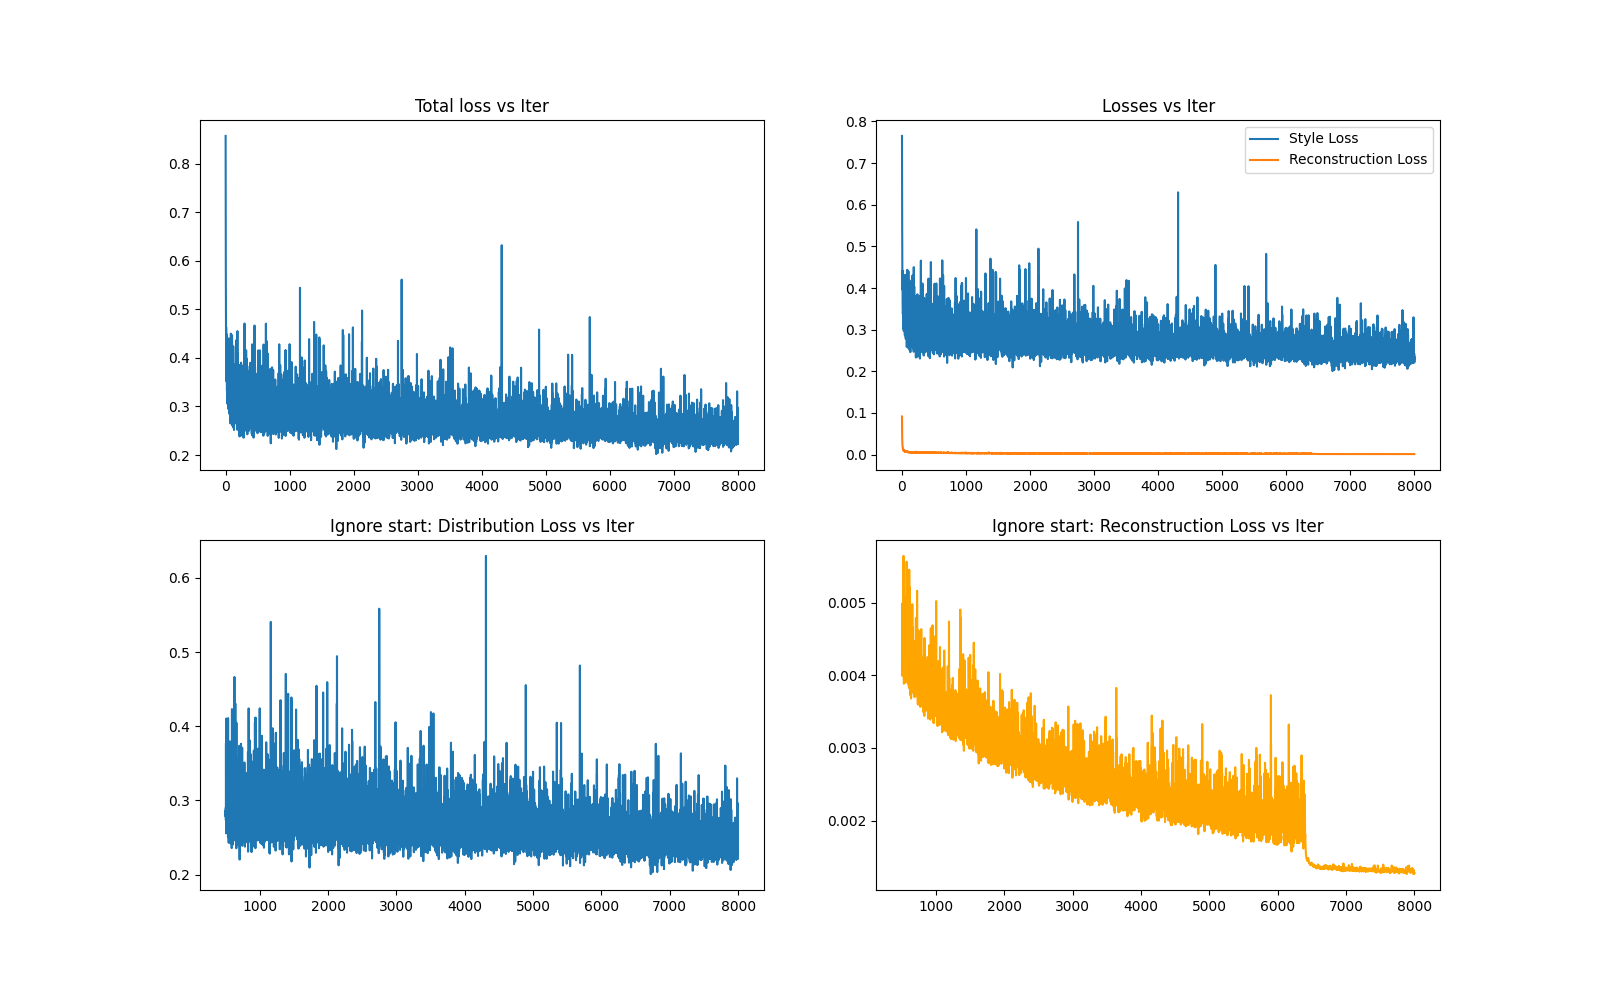 Total loss vs Iter
0.8
0.7
0.6
0.5
0.4
0.3
0.2
0 1000 2000 3000 4000 5000 6000 7000 8000
Losses vs Iter
Style Loss
Reconstruction Loss
0.8
0.7
0.6
0.5
0.4
0.3
0.2
0.1
0.0
0 1000 2000 3000 4000 5000 6000 7000 8000
Ignore start: Distribution Loss vs Iter
0.6
0.5
0.4
0.3
0.2
1000 2000 3000 4000 5000 6000 7000 8000
Ignore start: Reconstruction Loss vs Iter
0.005
0.004
0.003
0.002
1000 2000 3000 4000 5000 6000 7000 8000